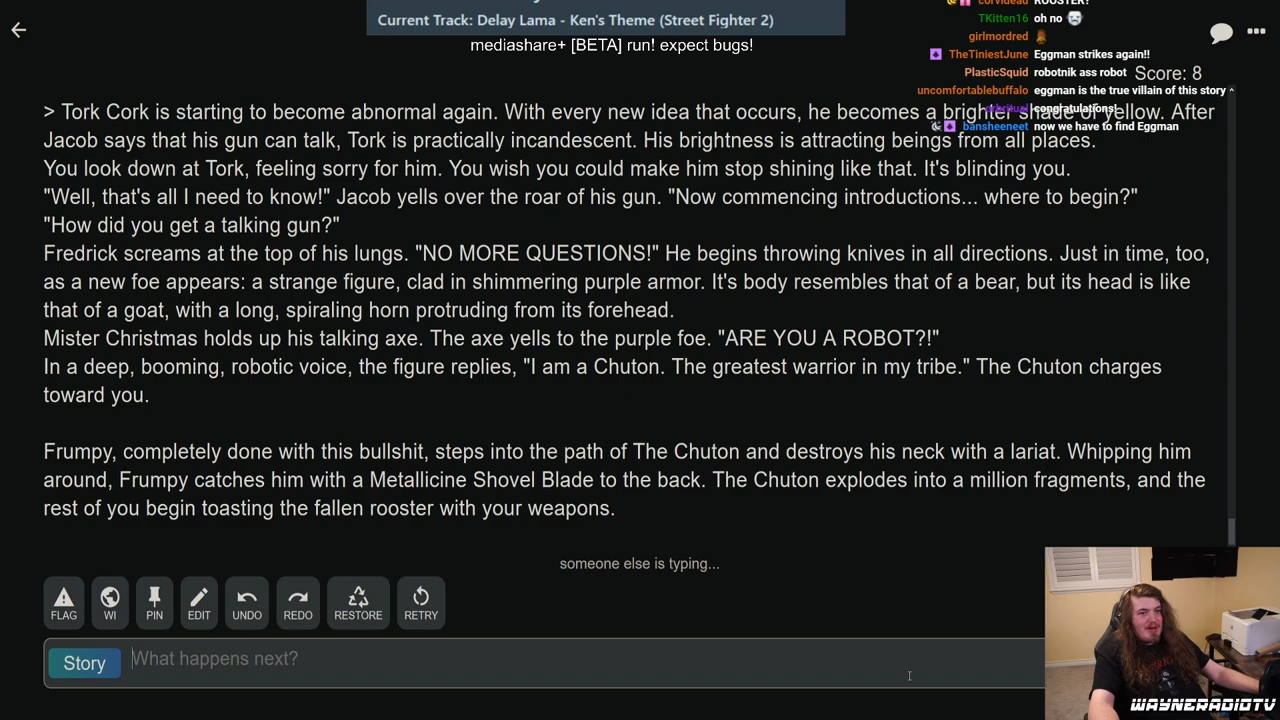 Current Track: Delay Lama - Ken's Theme (Street Fighter 2)
mediashare+ [BETA] run! expect bugs!
corvidead ROOSTER?
TKitten16 oh no
girlmordred
TheTiniestJune Eggman strikes again!!
PlasticSquid robotnik ass robot
Score: 8
uncomfortablebuffalo eggman is the true villain of this story
congratulations!
bansheeneet now we have to find Eggman
> Tork Cork is starting to become abnormal again. With every new idea that occurs, he becomes a brighter shade of yellow. After
Jacob says that his gun can talk, Tork is practically incandescent. His brightness is attracting beings from all places.
You look down at Tork, feeling sorry for him. You wish you could make him stop shining like that. It's blinding you.
"Well, that's all I need to know!" Jacob yells over the roar of his gun. "Now commencing introductions... where to begin?"
"How did you get a talking gun?"
Fredrick screams at the top of his lungs. "NO MORE QUESTIONS!" He begins throwing knives in all directions. Just in time, too,
as a new foe appears: a strange figure, clad in shimmering purple armor. It's body resembles that of a bear, but its head is like
that of a goat, with a long, spiraling horn protruding from its forehead.
Mister Christmas holds up his talking axe. The axe yells to the purple foe. "ARE YOU A ROBOT?!"
In a deep, booming, robotic voice, the figure replies, "I am a Chuton. The greatest warrior in my tribe." The Chuton charges
toward you.
Frumpy, completely done with this bullshit, steps into the path of The Chuton and destroys his neck with a lariat. Whipping him
around, Frumpy catches him with a Metallicine Shovel Blade to the back. The Chuton explodes into a million fragments, and the
rest of you begin toasting the fallen rooster with your weapons.
someone else is typing...
FLAG
WI
PIN
EDIT
UNDO
REDO
RESTORE
RETRY
Story
What happens next?
WAYNERADIOTV